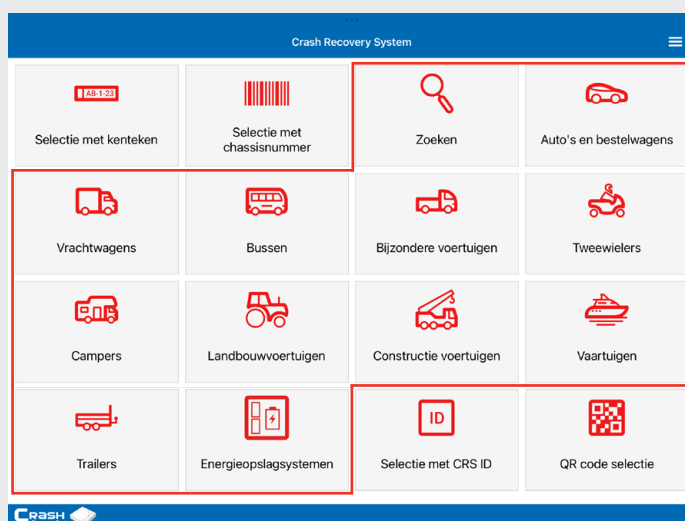 Crash Recovery System
AB-1-23
Selectie met kenteken
Selectie met
chassisnummer
Zoeken
Auto's en bestelwagens
Vrachtwagens
Bussen
Bijzondere voertuigen
Tweewielers
Campers
Landbouwvoertuigen
Constructie voertuigen
Vaartuigen
Trailers
Energieopslagsystemen
ID
Selectie met CRS ID
QR code selectie
CRASH